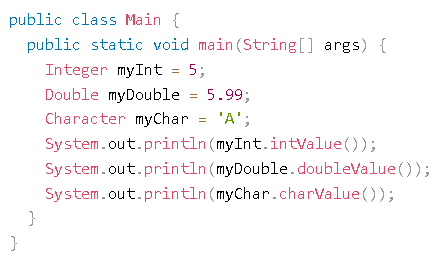 public class Main {
  public static void main(String[] args) {
    Integer myInt = 5;
    Double myDouble = 5.99;
    Character myChar = 'A';
    System.out.println(myInt.intValue());
    System.out.println(myDouble.doubleValue());
    System.out.println(myChar.charValue());
  }
}